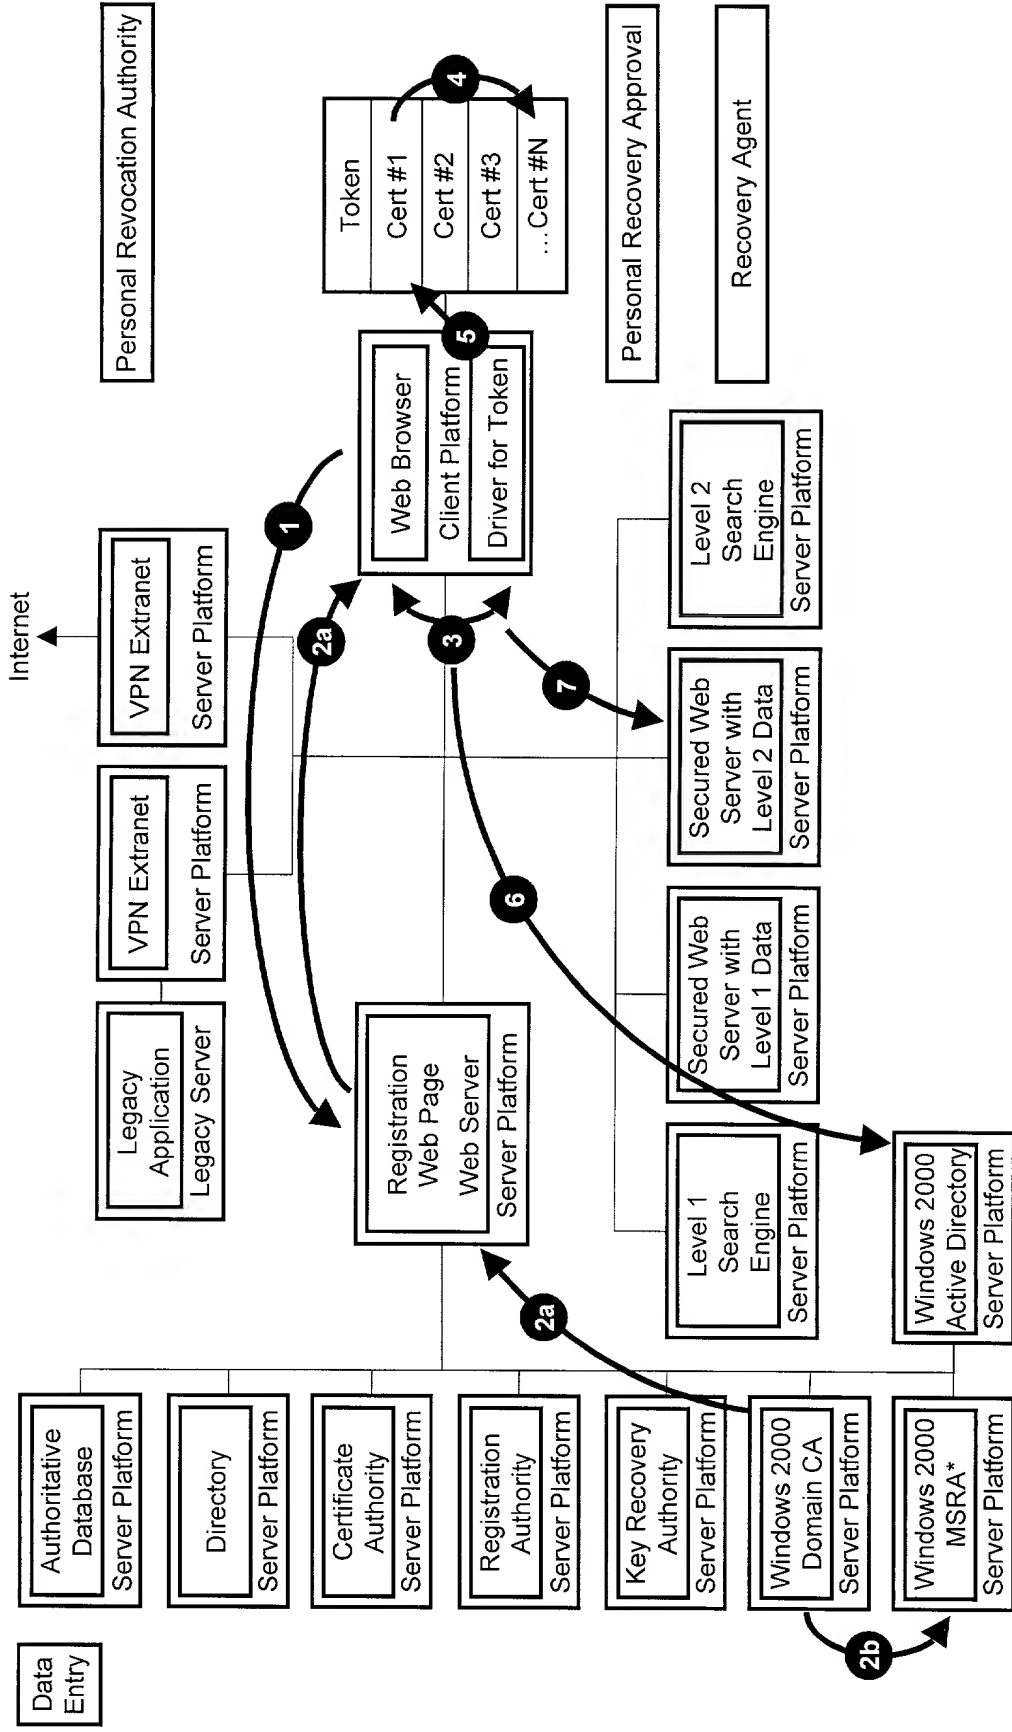 Data
Entry
Authoritative
Database
Server Platform
Directory
Server Platform
Certificate
Authority
Server Platform
Registration
Authority
Server Platform
Key Recovery
Authority
Server Platform
Windows 2000
Domain CA
Server Platform
Windows 2000
MSRA*
Server Platform
2b
2a
Windows 2000
Active Directory
Server Platform
Legacy
Application
Legacy Server
VPN Extranet
Server Platform
VPN Extranet
Server Platform
Internet
Registration
Web Page
Web Server
Server Platform
1
2a
3
6
7
Level 1
Search
Engine
Server Platform
Secured Web
Server with
Level 1 Data
Server Platform
Secured Web
Server with
Level 2 Data
Server Platform
Level 2
Search
Engine
Server Platform
Web Browser
Client Platform
Driver for Token
5
4
Token
Cert #1
Cert #2
Cert #3
...Cert #N
Personal Revocation Authority
Personal Recovery Approval
Recovery Agent